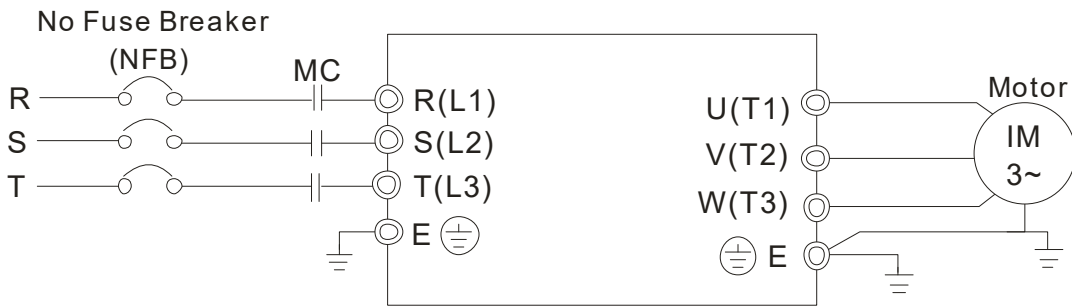 No Fuse Breaker
(NFB)
MC
Motor
R
R(L1)
U(T1)
IM
S
S(L2)
V(T2)
3~
T
T(L3)
W(T3)
E
E